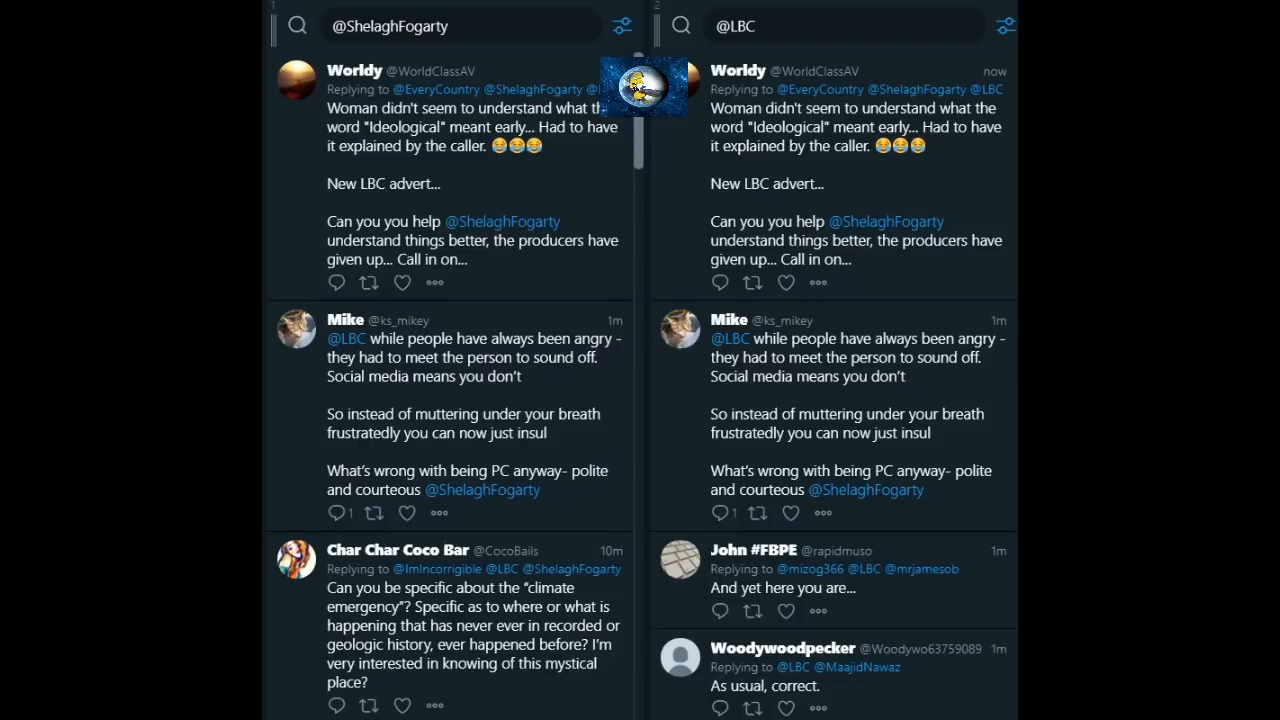 1
@ShelaghFogarty
Worldy @WorldClassAV
Replying to @EveryCountry @ShelaghFogarty
Woman didn't seem to understand what
word "Ideological" meant early... Had to have
it explained by the caller. 😂😂😂
New LBC advert...
Can you you help @ShelaghFogarty
understand things better, the producers have
given up... Call in on...
Mike @ks_mikey 1m
@LBC while people have always been angry -
they had to meet the person to sound off.
Social media means you don't
So instead of muttering under your breath
frustratedly you can now just insul
What's wrong with being PC anyway- polite
and courteous @ShelaghFogarty
1
Char Char Coco Bar @CocoBails 10m
Replying to @ImIncorrigible @LBC @ShelaghFogarty
Can you be specific about the "climate
emergency"? Specific as to where or what is
happening that has never ever in recorded or
geologic history, ever happened before? I'm
very interested in knowing of this mystical
place?
2
@LBC
Worldy @WorldClassAV now
Replying to @EveryCountry @ShelaghFogarty @LBC
Woman didn't seem to understand what the
word "Ideological" meant early... Had to have
it explained by the caller. 😂😂😂
New LBC advert...
Can you you help @ShelaghFogarty
understand things better, the producers have
given up... Call in on...
Mike @ks_mikey 1m
@LBC while people have always been angry -
they had to meet the person to sound off.
Social media means you don't
So instead of muttering under your breath
frustratedly you can now just insul
What's wrong with being PC anyway- polite
and courteous @ShelaghFogarty
1
John #FBPE @rapidmuso 1m
Replying to @mizog366 @LBC @mrjamesob
And yet here you are...
Woodywoodpecker @Woodywo63759089 1m
Replying to @LBC @MaajidNawaz
As usual, correct.